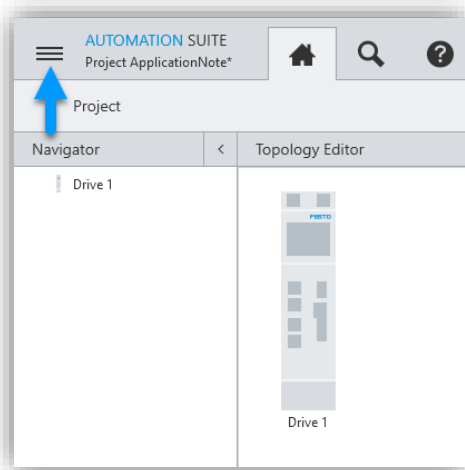 AUTOMATION SUITE
Project ApplicationNote*
?
Project
Navigator
<
Topology Editor
Drive 1
FESTO
Drive 1